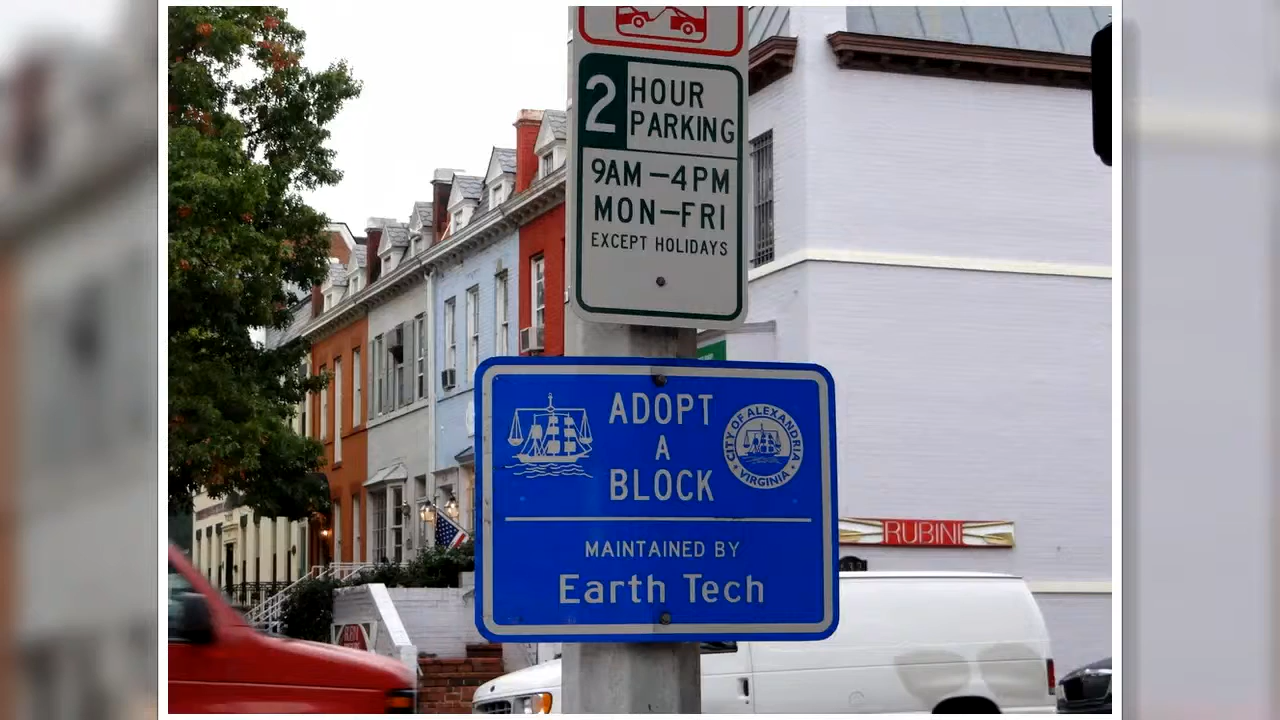 2 HOUR
PARKING
9AM—4PM
MON—FRI
EXCEPT HOLIDAYS
ADOPT
A
BLOCK
CITY OF ALEXANDRIA
VIRGINIA
MAINTAINED BY
Earth Tech
RUBINI